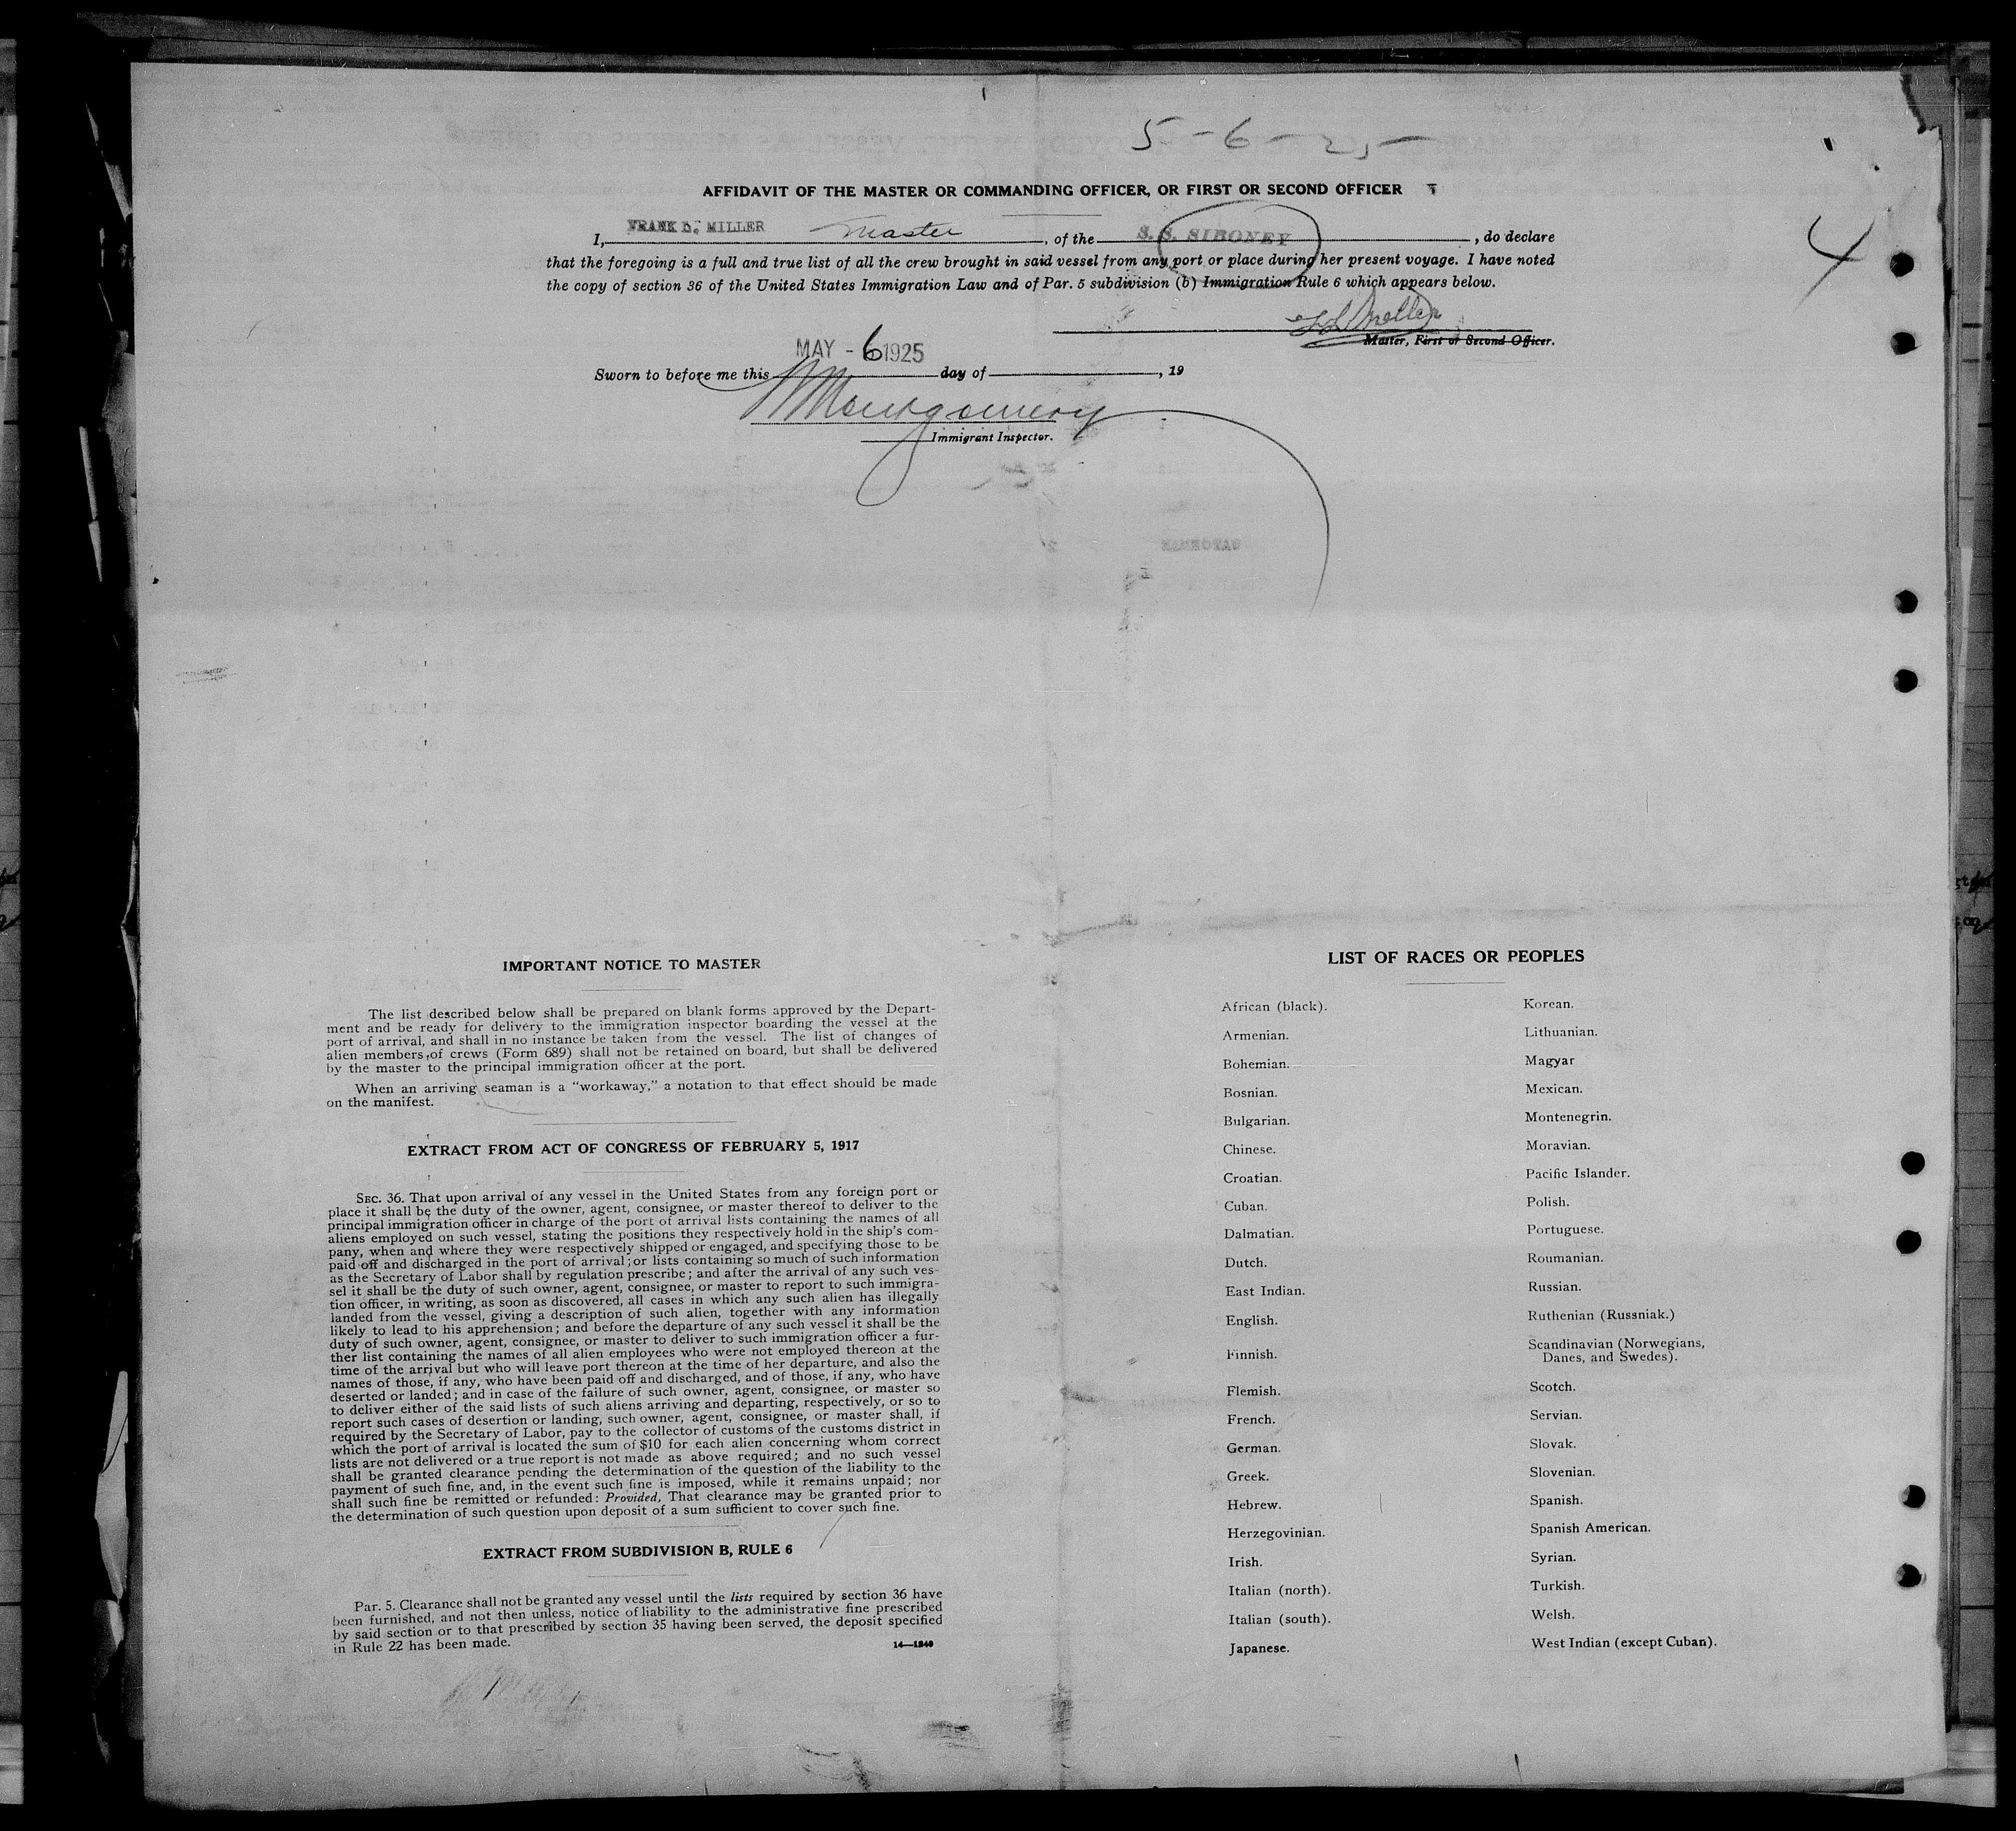 5-6-25
AFFIDAVIT OF THE MASTER OR COMMANDING OFFICER, OR FIRST OR SECOND OFFICER
I, FRANK L. MILLER Master, of the S. S. SIBONEY, do declare
that the foregoing is a full and true list of all the crew brought in said vessel from any port or place during her present voyage. I have noted
the copy of section 36 of the United States Immigration Law and of Par. 5 subdivision (b) Immigration Rule 6 which appears below.
4
Master, First or Second Officer.
MAY - 6 1925
Sworn to before me this day of , 19
Montgomery
Immigrant Inspector.
IMPORTANT NOTICE TO MASTER
The list described below shall be prepared on blank forms approved by the Depart-
ment and be ready for delivery to the immigration inspector boarding the vessel at the
port of arrival, and shall in no instance be taken from the vessel. The list of changes of
alien members of crews (Form 689) shall not be retained on board, but shall be delivered
by the master to the principal immigration officer at the port.
When an arriving seaman is a “workaway,” a notation to that effect should be made
on the manifest.
EXTRACT FROM ACT OF CONGRESS OF FEBRUARY 5, 1917
SEC. 36. That upon arrival of any vessel in the United States from any foreign port or
place it shall be the duty of the owner, agent, consignee, or master thereof to deliver to the
principal immigration officer in charge of the port of arrival lists containing the names of all
aliens employed on such vessel, stating the positions they respectively hold in the ship's com-
pany, when and where they were respectively shipped or engaged, and specifying those to be
paid off and discharged in the port of arrival; or lists containing so much of such information
as the Secretary of Labor shall by regulation prescribe; and after the arrival of any such ves-
sel it shall be the duty of such owner, agent, consignee, or master to report to such immigra-
tion officer, in writing, as soon as discovered, all cases in which any such alien has illegally
landed from the vessel, giving a description of such alien, together with any information
likely to lead to his apprehension; and before the departure of any such vessel it shall be the
duty of such owner, agent, consignee, or master to deliver to such immigration officer a fur-
ther list containing the names of all alien employees who were not employed thereon at the
time of the arrival but who will leave port thereon at the time of her departure, and also the
names of those, if any, who have been paid off and discharged, and of those, if any, who have
deserted or landed; and in case of the failure of such owner, agent, consignee, or master so
to deliver either of the said lists of such aliens arriving and departing, respectively, or so to
report such cases of desertion or landing, such owner, agent, consignee, or master shall, if
required by the Secretary of Labor, pay to the collector of customs of the customs district in
which the port of arrival is located the sum of $10 for each alien concerning whom correct
lists are not delivered or a true report is not made as above required; and no such vessel
shall be granted clearance pending the determination of the question of the liability to the
payment of such fine, and, in the event such fine is imposed, while it remains unpaid; nor
shall such fine be remitted or refunded: Provided, That clearance may be granted prior to
the determination of such question upon deposit of a sum sufficient to cover such fine.
EXTRACT FROM SUBDIVISION B, RULE 6
Par. 5. Clearance shall not be granted any vessel until the lists required by section 36 have
been furnished, and not then unless, notice of liability to the administrative fine prescribed
by said section or to that prescribed by section 35 having been served, the deposit specified
in Rule 22 has been made.
14—1240
LIST OF RACES OR PEOPLES
African (black).
Armenian.
Bohemian.
Bosnian.
Bulgarian.
Chinese.
Croatian.
Cuban.
Dalmatian.
Dutch.
East Indian.
English.
Finnish.
Flemish.
French.
German.
Greek.
Hebrew.
Herzegovinian.
Irish.
Italian (north).
Italian (south).
Japanese.
Korean.
Lithuanian.
Magyar
Mexican.
Montenegrin.
Moravian.
Pacific Islander.
Polish.
Portuguese.
Roumanian.
Russian.
Ruthenian (Russniak.)
Scandinavian (Norwegians,
Danes, and Swedes).
Scotch.
Servian.
Slovak.
Slovenian.
Spanish.
Spanish American.
Syrian.
Turkish.
Welsh.
West Indian (except Cuban).